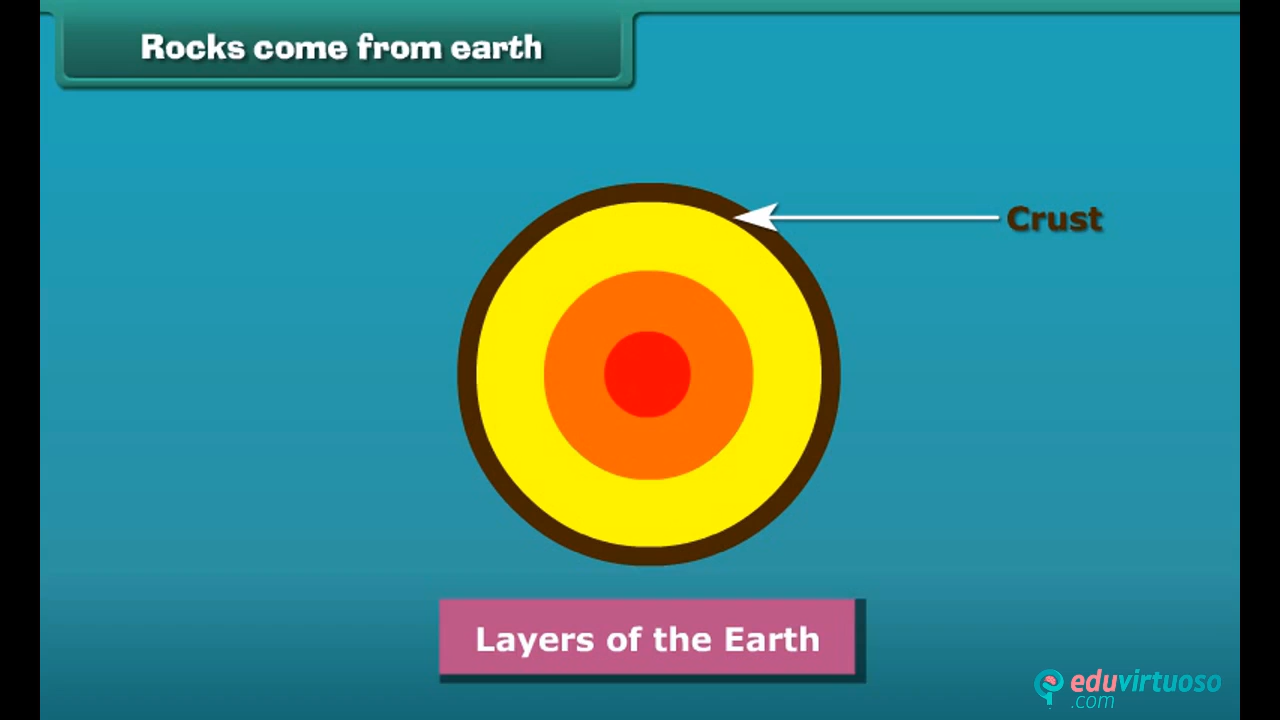 Rocks come from earth
Crust
Layers of the Earth
eduvirtuoso
.com